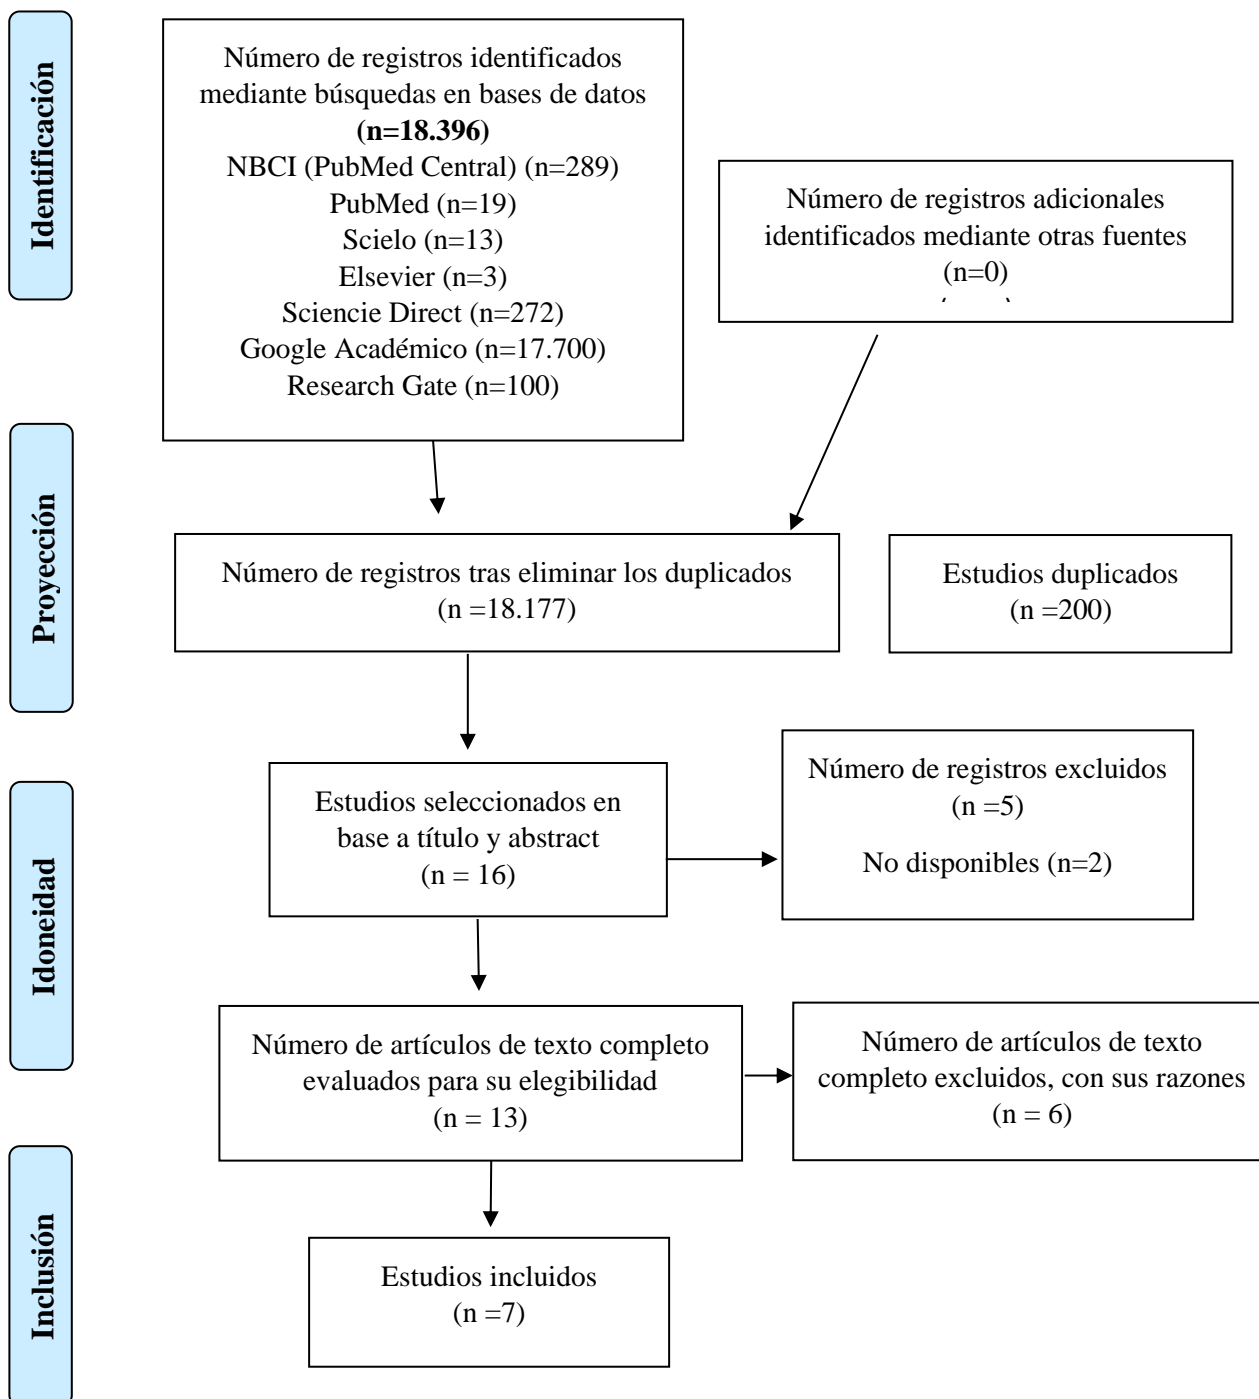 Identificación
Número de registros identificados
mediante búsquedas en bases de datos
(n=18.396)
NBCI (PubMed Central) (n=289)
PubMed (n=19)
Scielo (n=13)
Elsevier (n=3)
Sciencie Direct (n=272)
Google Académico (n=17.700)
Research Gate (n=100)
Número de registros adicionales
identificados mediante otras fuentes
(n=0)
Proyección
Número de registros tras eliminar los duplicados
(n =18.177)
Estudios duplicados
(n =200)
Idoneidad
Estudios seleccionados en
base a título y abstract
(n = 16)
Número de registros excluidos
(n =5)
No disponibles (n=2)
Número de artículos de texto completo
evaluados para su elegibilidad
(n = 13)
Número de artículos de texto
completo excluidos, con sus razones
(n = 6)
Inclusión
Estudios incluidos
(n =7)